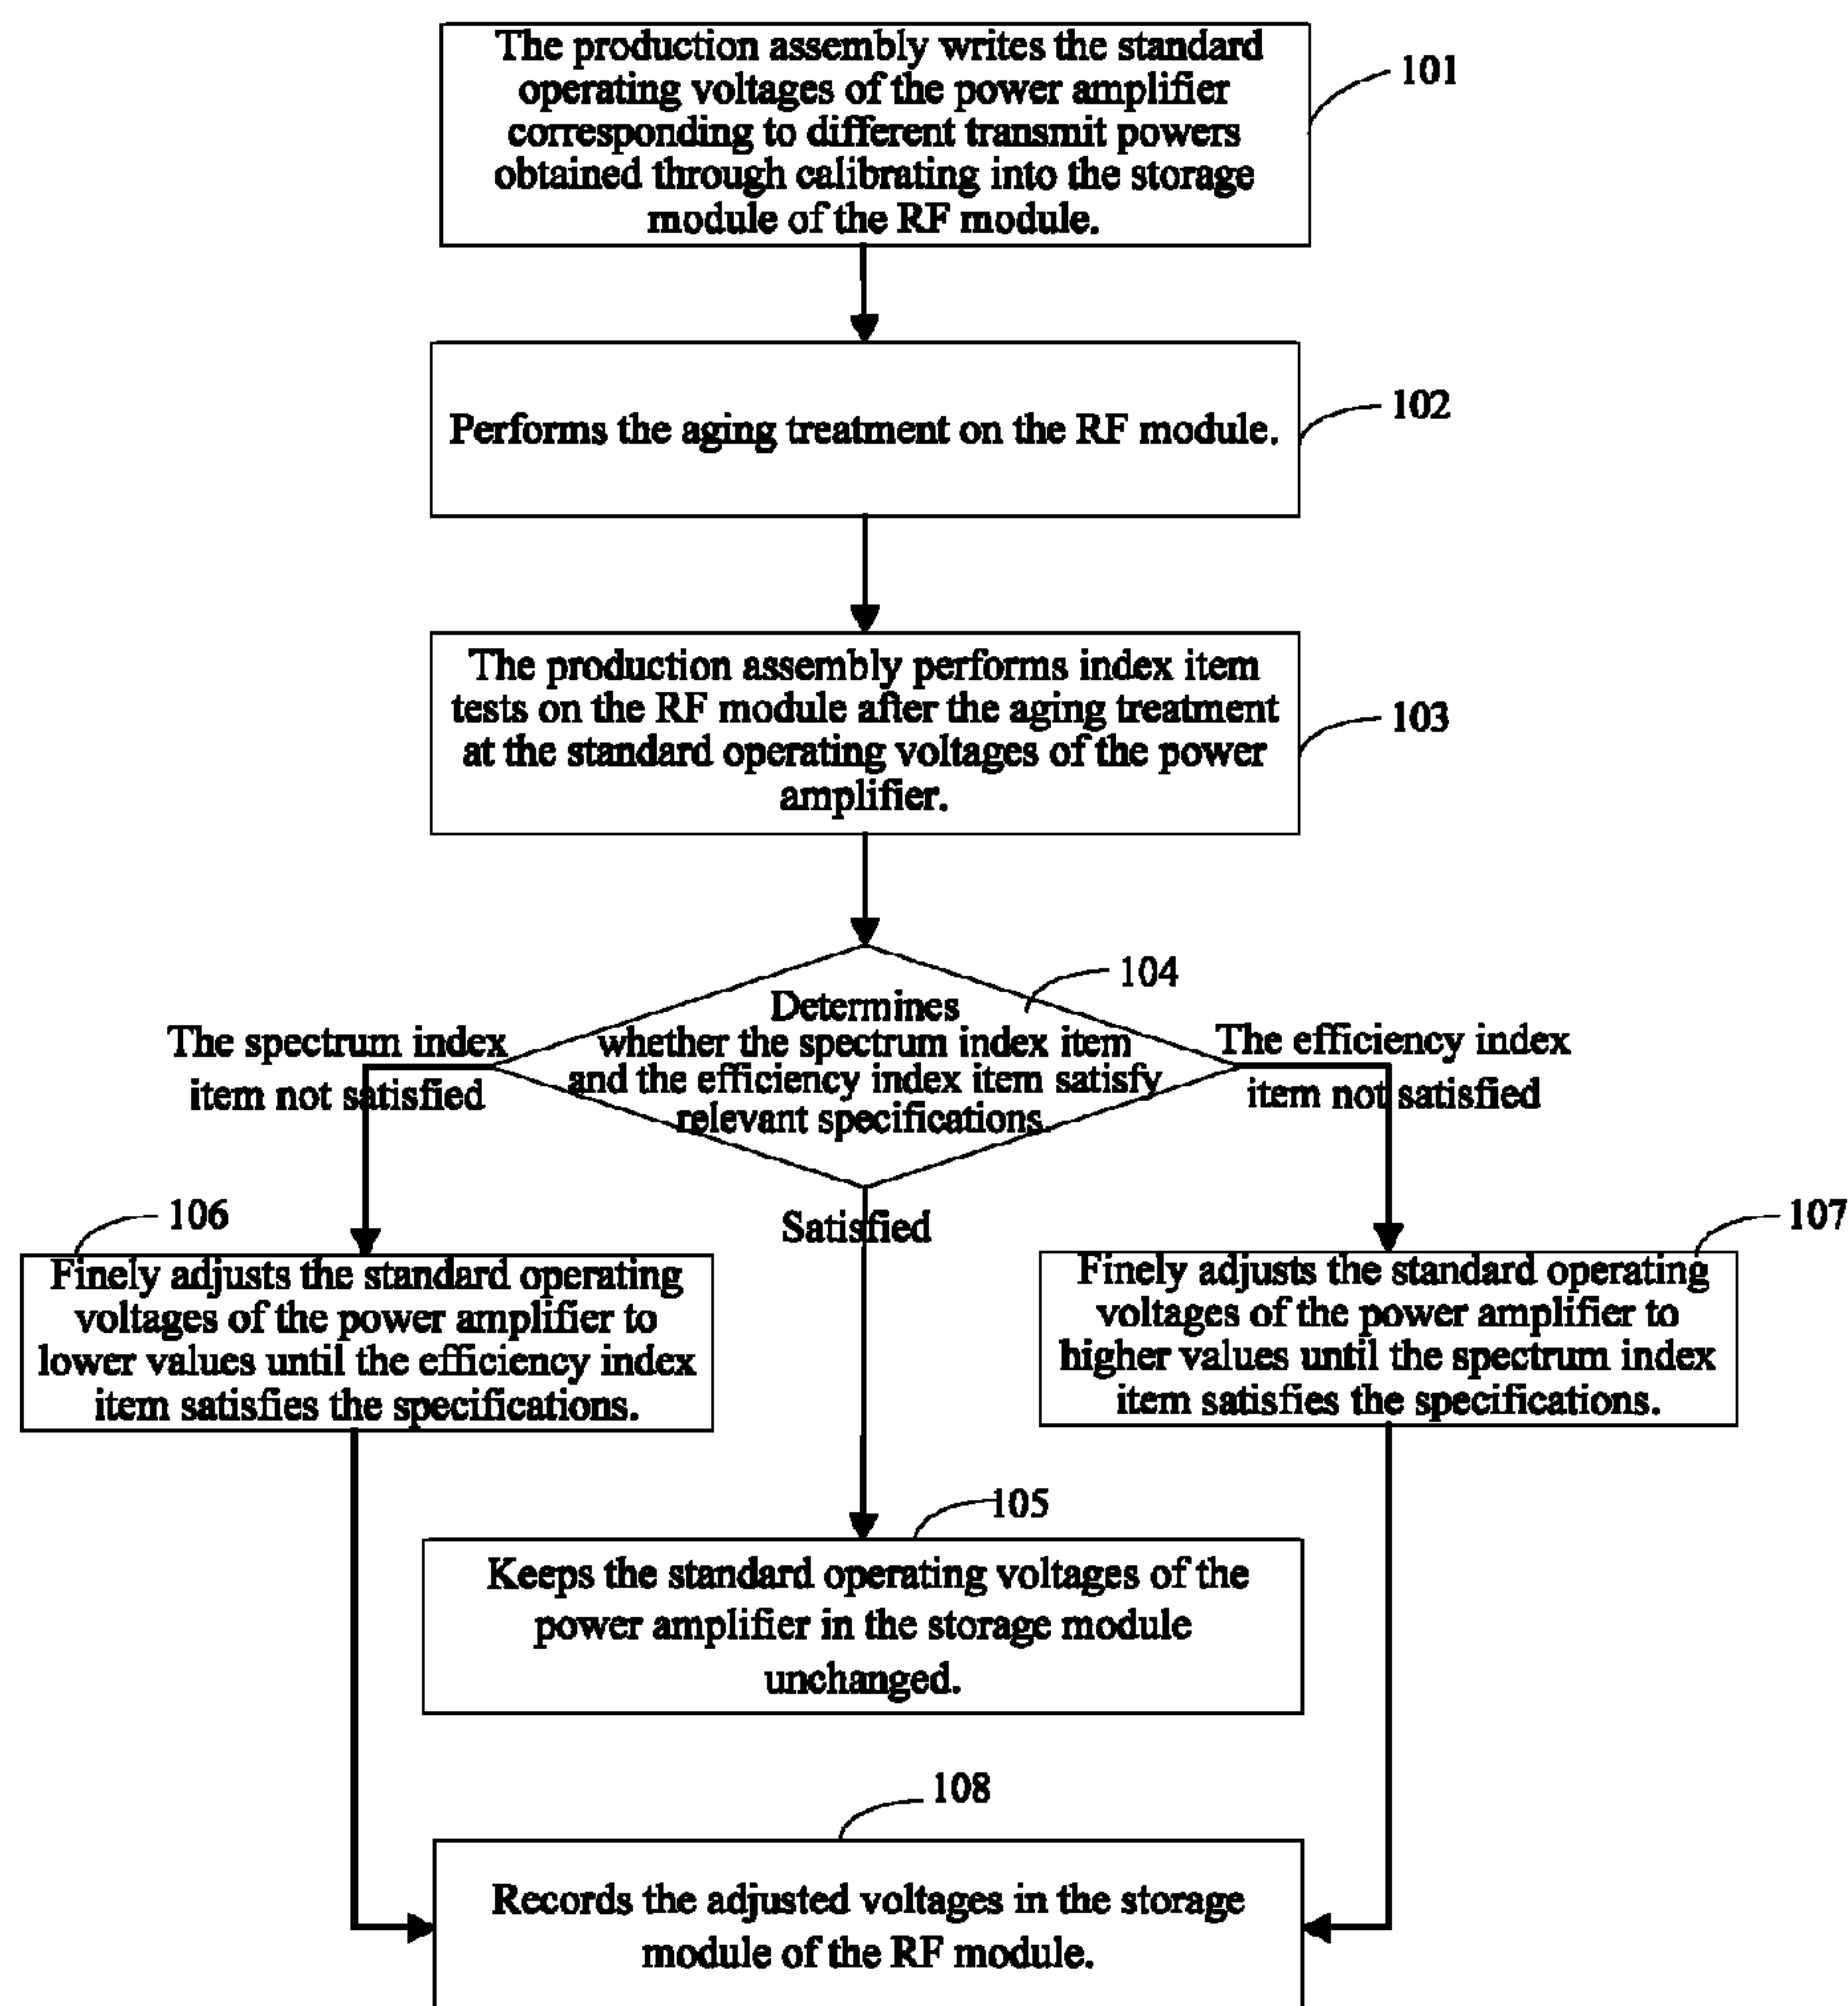 The production assembly writes the standard
operating voltages of the power amplifier
corresponding to different transmit powers
obtained through calibrating into the storage
module of the RF module.
101
Performs the aging treatment on the RF module.
102
The production assembly performs index item
tests on the RF module after the aging treatment
at the standard operating voltages of the power
amplifier.
103
104
Determines
whether the spectrum index item
and the efficiency index item satisfy
relevant specifications.
The spectrum index
item not satisfied
The efficiency index
item not satisfied
Satisfied
106
Finely adjusts the standard operating
voltages of the power amplifier to
lower values until the efficiency index
item satisfies the specifications.
107
Finely adjusts the standard operating
voltages of the power amplifier to
higher values until the spectrum index
item satisfies the specifications.
105
Keeps the standard operating voltages of the
power amplifier in the storage module
unchanged.
108
Records the adjusted voltages in the storage
module of the RF module.